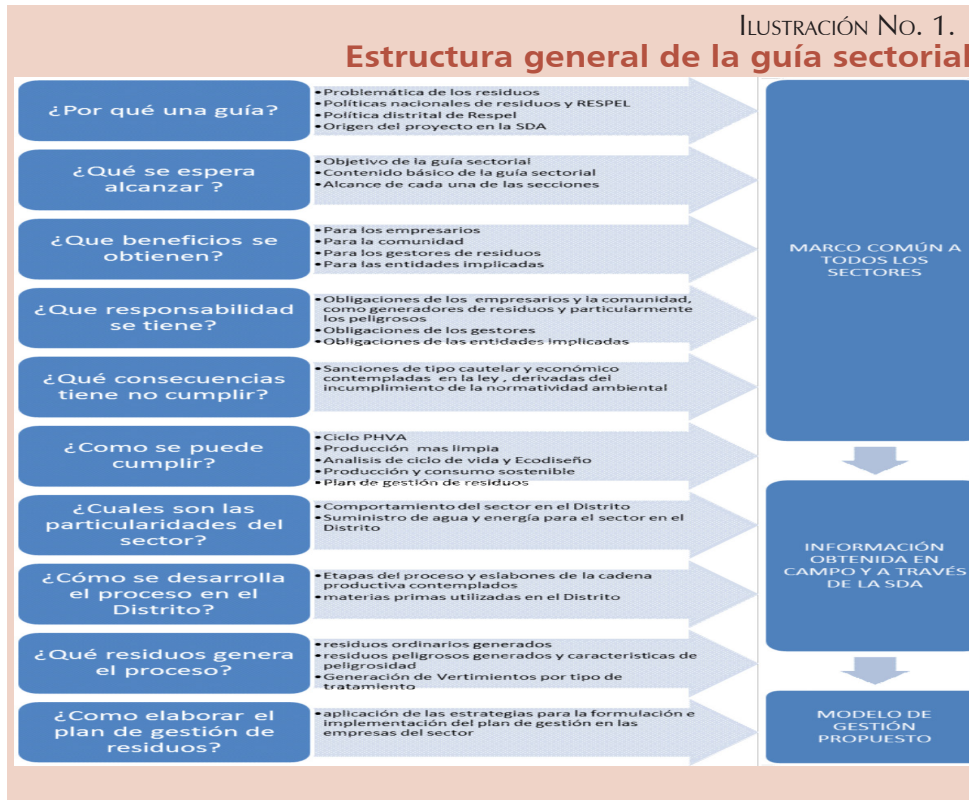 Ilustración No. 1.
Estructura general de la guía sectorial
¿Por qué una guía?
•Problemática de los residuos
•Políticas nacionales de residuos y RESPEL
•Política distrital de Respel
•Origen del proyecto en la SDA
¿Qué se espera
alcanzar ?
•Objetivo de la guía sectorial
•Contenido básico de la guía sectorial
•Alcance de cada una de las secciones
¿Que beneficios se
obtienen?
•Para los empresarios
•Para la comunidad
•Para los gestores de residuos
•Para las entidades implicadas
¿Que responsabilidad
se tiene?
•Obligaciones de los empresarios y la comunidad,
como generadores de residuos y particularmente
los peligrosos
•Obligaciones de los gestores
•Obligaciones de las entidades implicadas
¿Qué consecuencias
tiene no cumplir?
•Sanciones de tipo cautelar y económico
contempladas en la ley , derivadas del
incumplimiento de la normatividad ambiental
¿Como se puede
cumplir?
•Ciclo PHVA
•Producción mas limpia
•Analisis de ciclo de vida y Ecodiseño
•Producción y consumo sostenible
•Plan de gestión de residuos
MARCO COMÚN A
TODOS LOS
SECTORES
¿Cuales son las
particularidades del
sector?
•Comportamiento del sector en el Distrito
•Suministro de agua y energía para el sector en el
Distrito
¿Cómo se desarrolla
el proceso en el
Distrito?
•Etapas del proceso y eslabones de la cadena
productiva contemplados
•materias primas utilizadas en el Distrito
¿Qué residuos genera
el proceso?
•residuos ordinarios generados
•residuos peligrosos generados y caracteristicas de
peligrosidad
•Generación de Vertimientos por tipo de
tratamiento
INFORMACIÓN
OBTENIDA EN
CAMPO Y A TRAVÉS
DE LA SDA
¿Como elaborar el
plan de gestión de
residuos?
•aplicación de las estrategias para la formulación e
implementación del plan de gestión en las
empresas del sector
MODELO DE
GESTIÓN
PROPUESTO